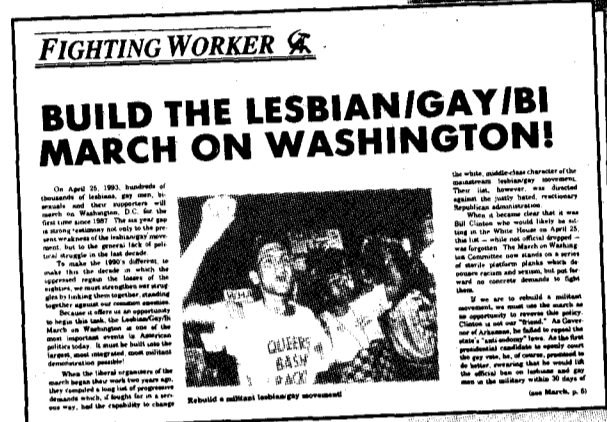 FIGHTING WORKER
BUILD THE LESBIAN/GAY/BI
MARCH ON WASHINGTON!
On April 25, 1993, hundreds of
thousands of lesbians, gay men, bi-
sexuals and their supporters will
march on Washington, D.C. for the
first time since 1987. The six year gap
is strong testimony not only to the pre-
sent weakness of the lesbian/gay move-
ment, but to the general lack of poli-
tical struggle in the last decade.
To make the 1990's different, to
make this the decade in which the
oppressed regain the losses of the
eighties, we must strengthen our strug-
gles by linking them together, standing
together against our common enemies.
Because it offers us an opportunity
to begin this task, the Lesbian/Gay/Bi
March on Washington is one of the
most important events in American
politics today. It must be built into the
largest, most integrated, most militant
demonstration possible!
When the liberal organizers of the
march began their work two years ago,
they compiled a long list of progressive
demands which, if fought for in a seri-
ous way, had the capability to change
QUEERS
BASH
BACK!
Rebuild a militant lesbian/gay movement!
the white, middle-class character of the
mainstream lesbian/gay movement.
Their list, however, was directed
against the justly hated, reactionary
Republican administration.
When it became clear that it was
Bill Clinton who would likely be sit-
ting in the White House on April 25,
this list — while not official dropped —
was forgotten. The March on Washing-
ton Committee now stands on a series
of sterile platform planks which de-
nounce racism and sexism, but put for-
ward no concrete demands to fight
them.
If we are to rebuild a militant
movement, we must use the march as
an opportunity to reverse this policy.
Clinton is not our "friend." As Gover-
nor of Arkansas, he failed to repeal the
state's "anti-sodomy" laws. As the first
presidential candidate to openly court
the gay vote, he, of course, promised to
do better, swearing that he would lift
the official ban on lesbians and gay
men in the military within 30 days of
(see March, p. 6)